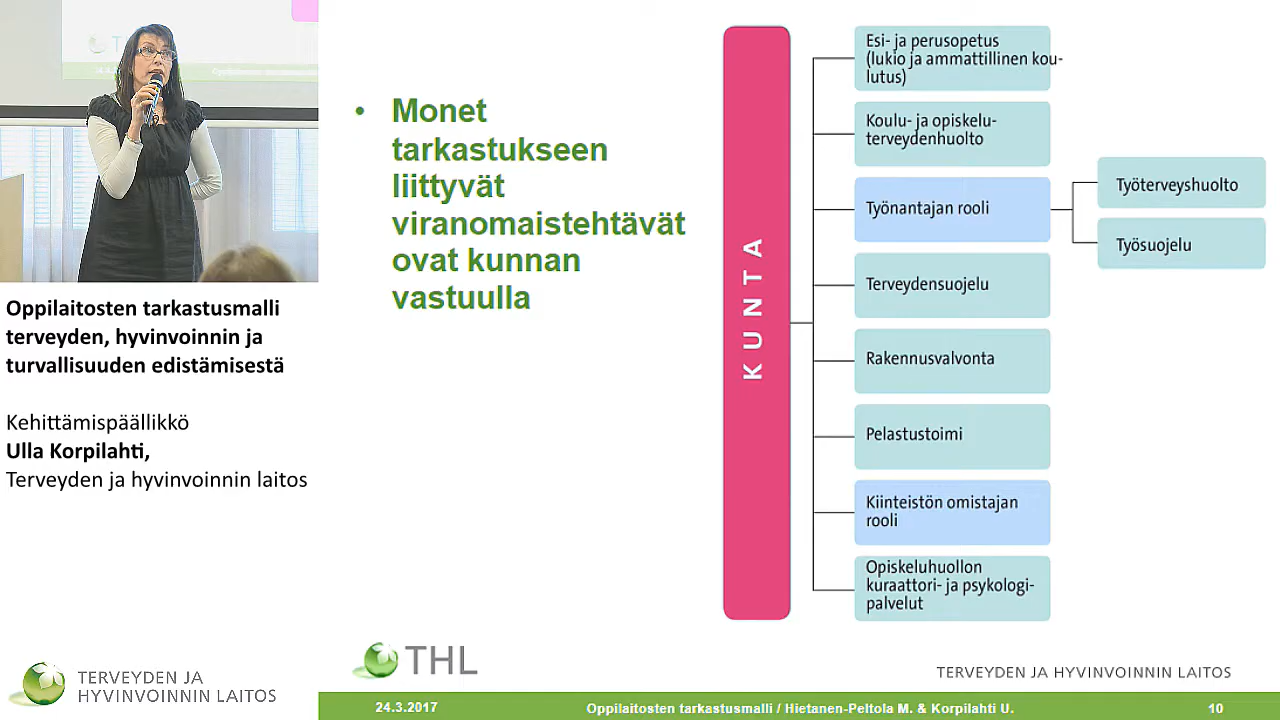 TH
Oppilaitosten tarkastusmalli
terveyden, hyvinvoinnin ja
turvallisuuden edistämisestä
Kehittämispäällikkö
Ulla Korpilahti,
Terveyden ja hyvinvoinnin laitos
TERVEYDEN JA
HYVINVOINNIN LAITOS
• Monet
tarkastukseen
liittyvät
viranomaistehtävät
ovat kunnan
vastuulla
KUNTA
Esi- ja perusopetus
(lukio ja ammattillinen kou-
lutus)
Koulu- ja opiskelu-
terveydenhuolto
Työnantajan rooli
Työterveyshuolto
Työsuojelu
Terveydensuojelu
Rakennusvalvonta
Pelastustoimi
Kiinteistön omistajan
rooli
Opiskeluhuollon
kuraattori- ja psykologi-
palvelut
THL
TERVEYDEN JA HYVINVOINNIN LAITOS
24.3.2017
Oppilaitosten tarkastusmalli / Hietanen-Peltola M. & Korpilahti U.
10